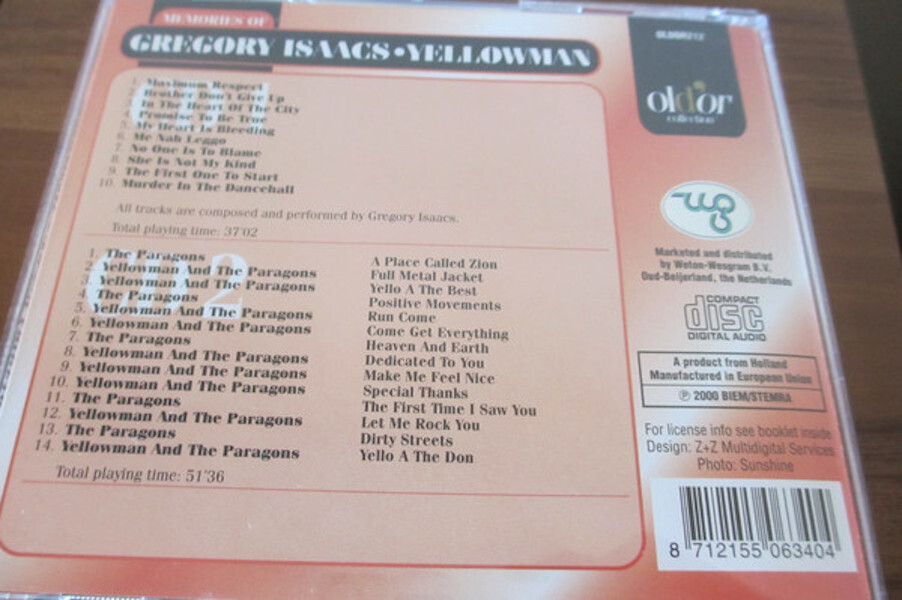 MEMORIES OF
GREGORY ISAACS • YELLOWMAN
1. Maximum Respect
2. Brother Don't Give Up
3. In The Heart Of The City
4. Promise To Be True
5. My Heart Is Bleeding
6. Me Nah Leggo
7. No One Is To Blame
8. She Is Not My Kind
9. The First One To Start
10. Murder In The Dancehall
All tracks are composed and performed by Gregory Isaacs.
Total playing time: 37'02
2
1. The Paragons A Place Called Zion
2. Yellowman And The Paragons Full Metal Jacket
3. Yellowman And The Paragons Yello A The Best
4. The Paragons Positive Movements
5. Yellowman And The Paragons Run Come
6. Yellowman And The Paragons Come Get Everything
7. The Paragons Heaven And Earth
8. Yellowman And The Paragons Dedicated To You
9. Yellowman And The Paragons Make Me Feel Nice
10. Yellowman And The Paragons Special Thanks
11. The Paragons The First Time I Saw You
12. Yellowman And The Paragons Let Me Rock You
13. The Paragons Dirty Streets
14. Yellowman And The Paragons Yello A The Don
Total playing time: 51'36
OLDOR212
old'or
collection
wg
Marketed and distributed
by Weton-Wesgram B.V.
Oud-Beijerland, the Netherlands
COMPACT
disc
DIGITAL AUDIO
A product from Holland
Manufactured in European Union
℗ 2000 BIEM/STEMRA
For license info see booklet inside
Design: Z+Z Multidigital Services
Photo: Sunshine
8 712155 063404